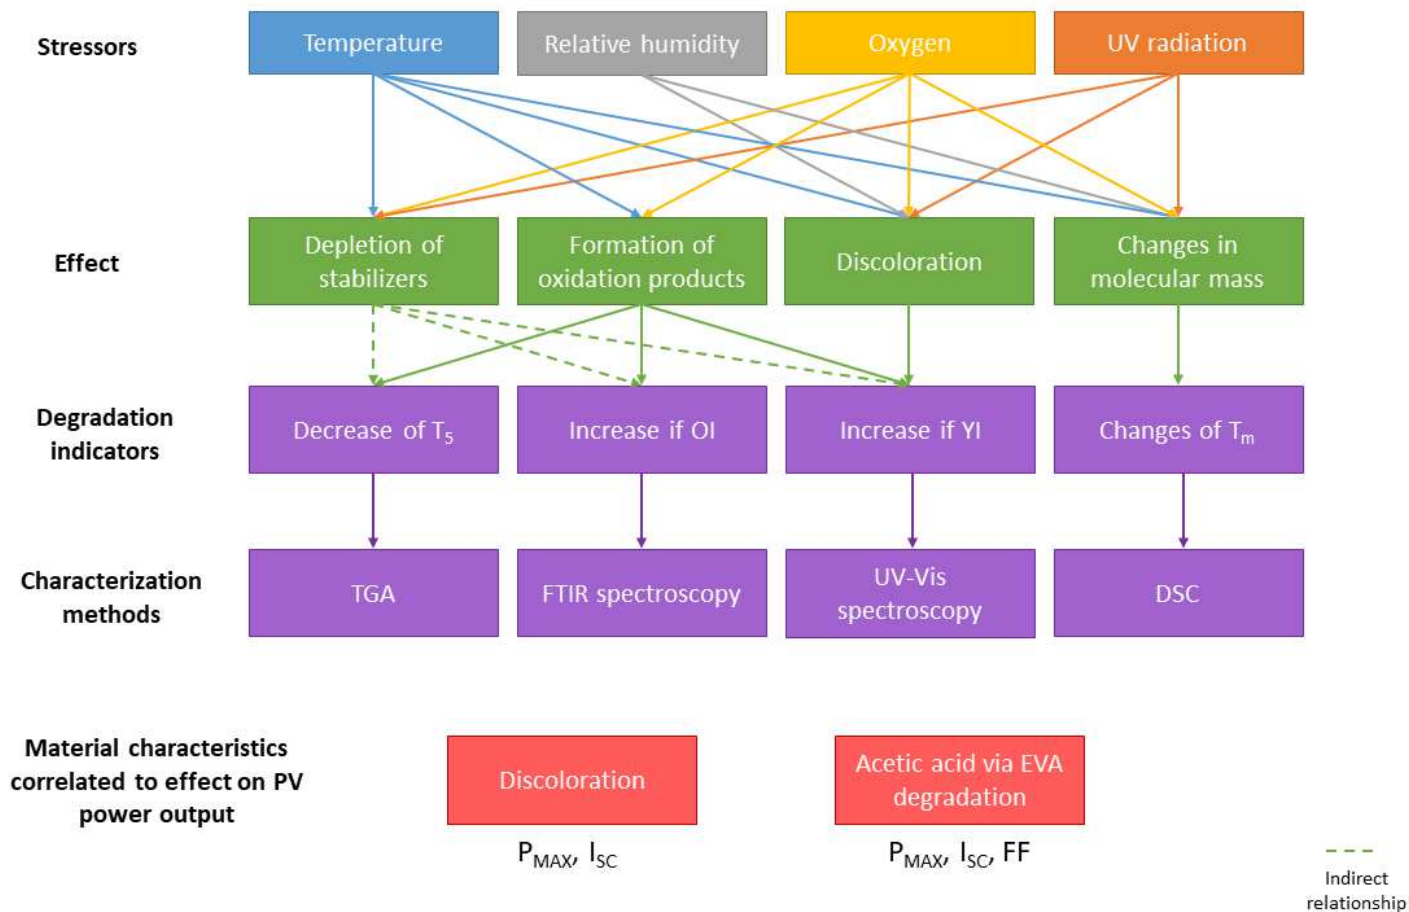 Stressors
Temperature
Relative humidity
Oxygen
UV radiation
Effect
Depletion of
stabilizers
Formation of
oxidation products
Discoloration
Changes in
molecular mass
Degradation
indicators
Decrease of T5
Increase if OI
Increase if YI
Changes of Tm
Characterization
methods
TGA
FTIR spectroscopy
UV-Vis
spectroscopy
DSC
Material characteristics
correlated to effect on PV
power output
Discoloration
PMAX, ISC
Acetic acid via EVA
degradation
PMAX, ISC, FF
Indirect
relationship